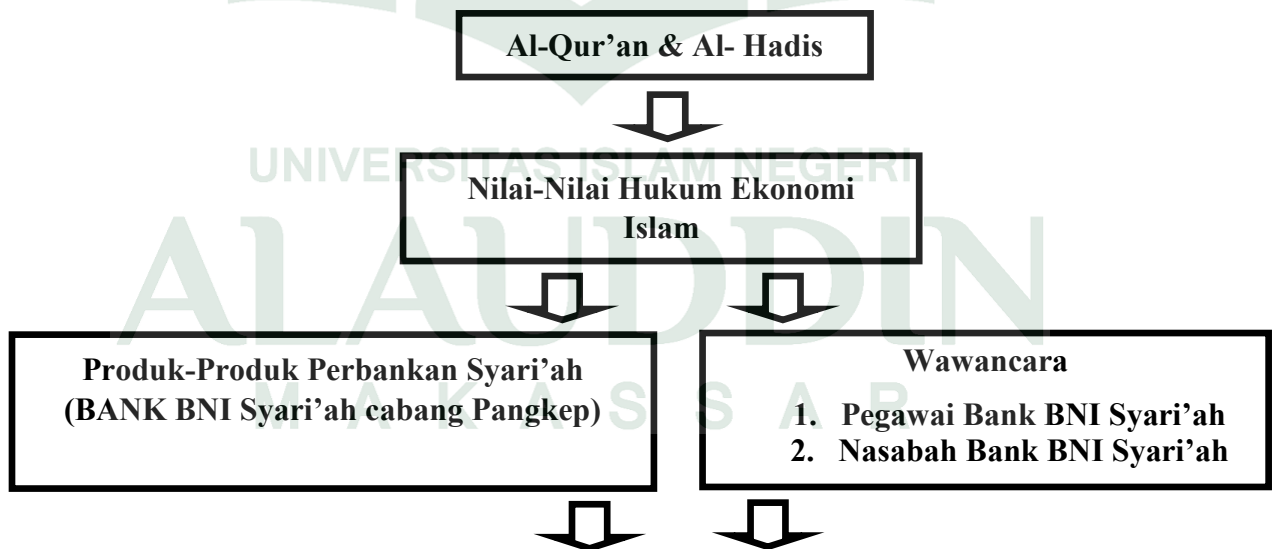 Al-Qur’an & Al- Hadis
UNIVERSITAS ISLAM NEGERI
Nilai-Nilai Hukum Ekonomi
Islam
ALAUDDIN
Produk-Produk Perbankan Syari’ah
(BANK BNI Syari’ah cabang Pangkep)
Wawancara
1. Pegawai Bank BNI Syari’ah
2. Nasabah Bank BNI Syari’ah
MAKASSAR